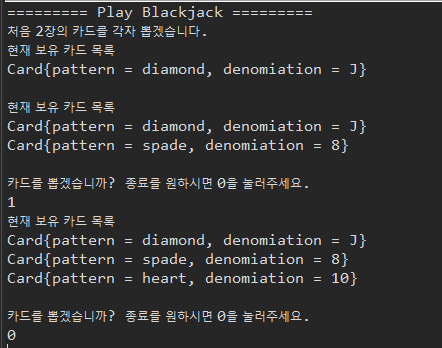 ========= Play Blackjack =========
처음 2장의 카드를 각자 뽑겠습니다.
현재 보유 카드 목록
Card{pattern = diamond, denomiation = J}
현재 보유 카드 목록
Card{pattern = diamond, denomiation = J}
Card{pattern = spade, denomiation = 8}
카드를 뽑겠습니까? 종료를 원하시면 0을 눌러주세요.
1
현재 보유 카드 목록
Card{pattern = diamond, denomiation = J}
Card{pattern = spade, denomiation = 8}
Card{pattern = heart, denomiation = 10}
카드를 뽑겠습니까? 종료를 원하시면 0을 눌러주세요.
0